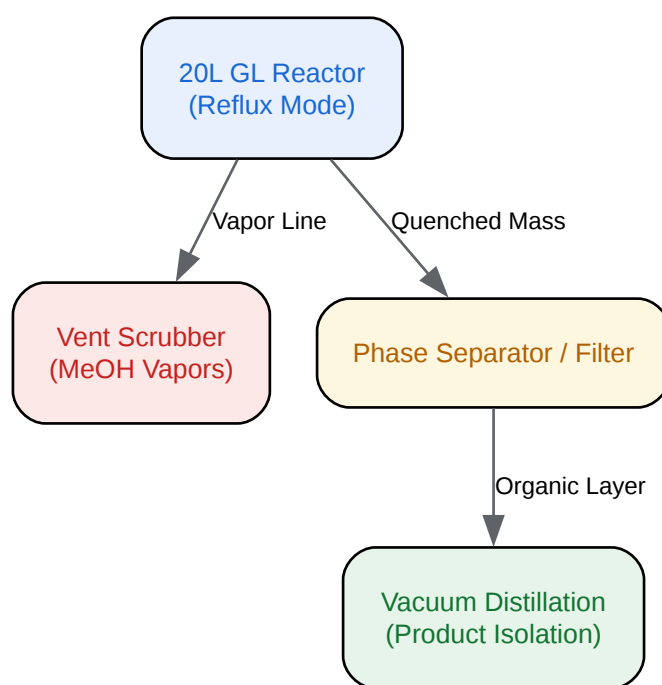 20L GL Reactor
(Reflux Mode)
Vapor Line
Quenched Mass
Vent Scrubber
(MeOH Vapors)
Phase Separator / Filter
Organic Layer
Vacuum Distillation
(Product Isolation)